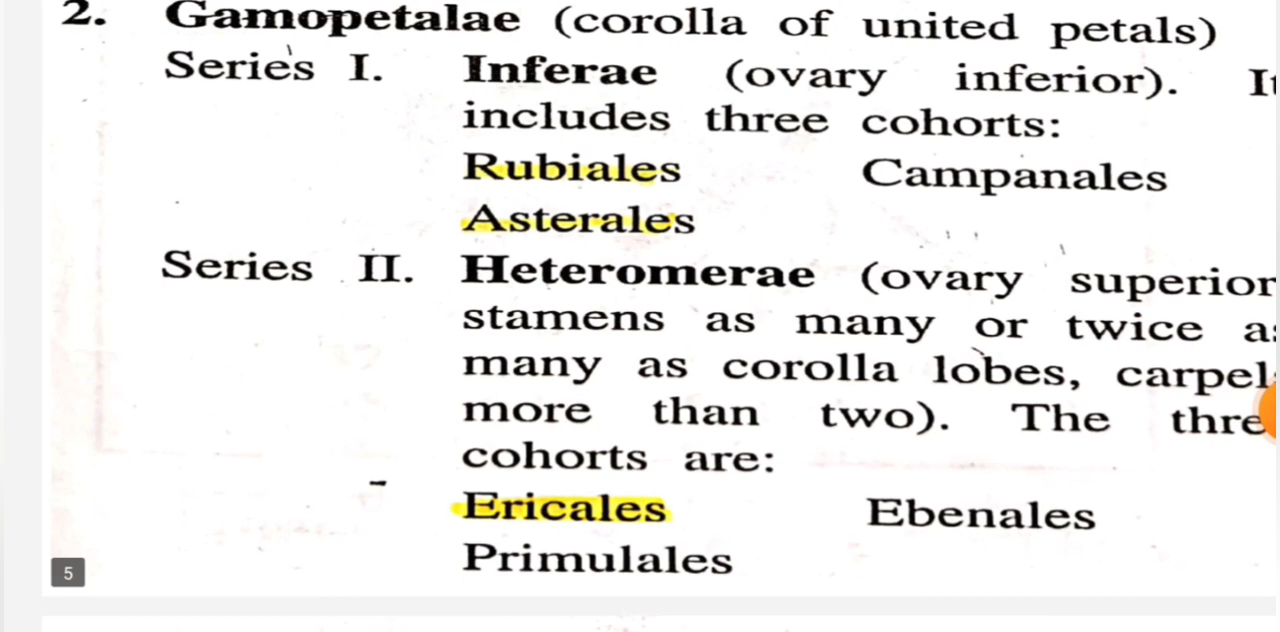 2. Gamopetalae (corolla of united petals)
Series I. Inferae (ovary inferior).
includes three cohorts:
Rubiales Campanales
Asterales
Series II. Heteromerae (ovary superior
stamens as many or twice
many as corolla lobes,
more than two). The
cohorts are:
Ericales Ebenales
Primulales
5